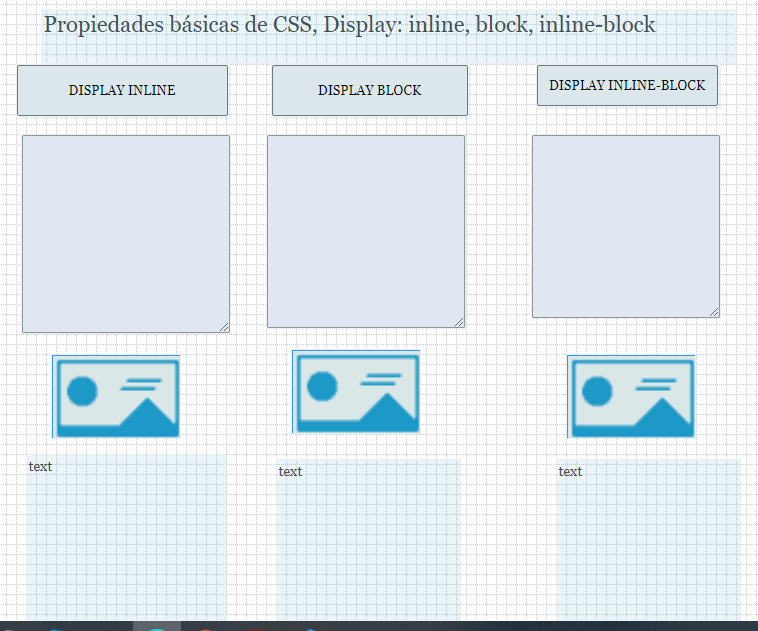 Propiedades básicas de CSS, Display: inline, block, inline-block
DISPLAY INLINE
DISPLAY BLOCK
DISPLAY INLINE-BLOCK
text
text
text